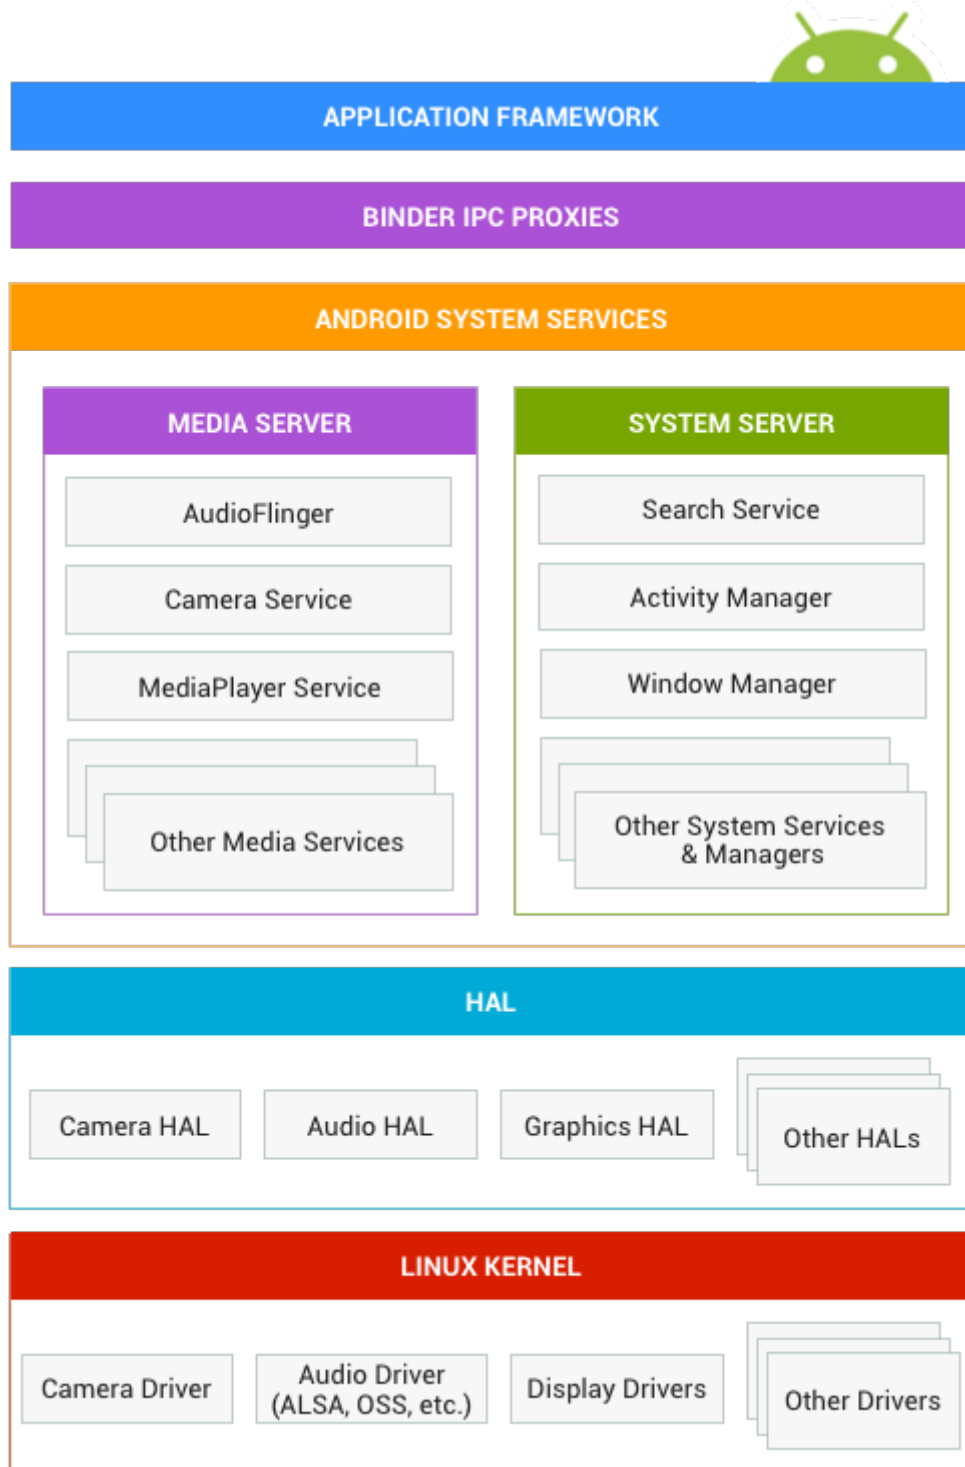 APPLICATION FRAMEWORK
BINDER IPC PROXIES
ANDROID SYSTEM SERVICES
MEDIA SERVER
AudioFlinger
Camera Service
MediaPlayer Service
Other Media Services
SYSTEM SERVER
Search Service
Activity Manager
Window Manager
Other System Services
& Managers
HAL
Camera HAL
Audio HAL
Graphics HAL
Other HALs
LINUX KERNEL
Camera Driver
Audio Driver
(ALSA, OSS, etc.)
Display Drivers
Other Drivers